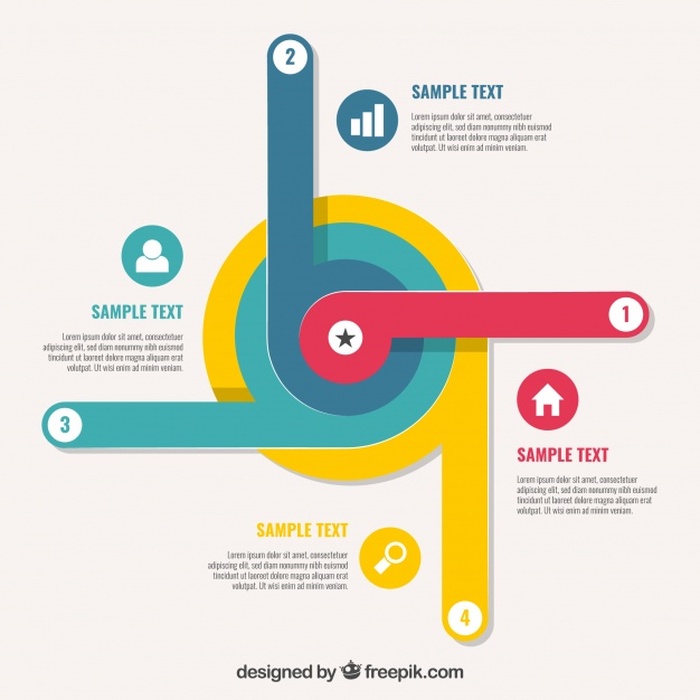 2
SAMPLE TEXT
Lorem ipsum dolor sit amet, consectetuer
adipiscing elit, sed diam nonummy nibh
euismod tincidunt ut laoreet dolore aliquam erat
volutpat. Ut wisi enim ad minim veniam.
1
SAMPLE TEXT
Lorem ipsum dolor sit amet, consectetuer
adipiscing elit, sed diam nonummy nibh
euismod tincidunt ut laoreet dolore aliquam erat
volutpat. Ut wisi enim ad minim veniam.
3
SAMPLE TEXT
Lorem ipsum dolor sit amet, consectetuer
adipiscing elit, sed diam nonummy nibh
euismod tincidunt ut laoreet dolore aliquam erat
volutpat. Ut wisi enim ad minim veniam.
SAMPLE TEXT
Lorem ipsum dolor sit amet, consectetuer
adipiscing elit, sed diam nonummy nibh
euismod tincidunt ut laoreet dolore aliquam erat
volutpat. Ut wisi enim ad minim veniam.
4
designed by freepik.com